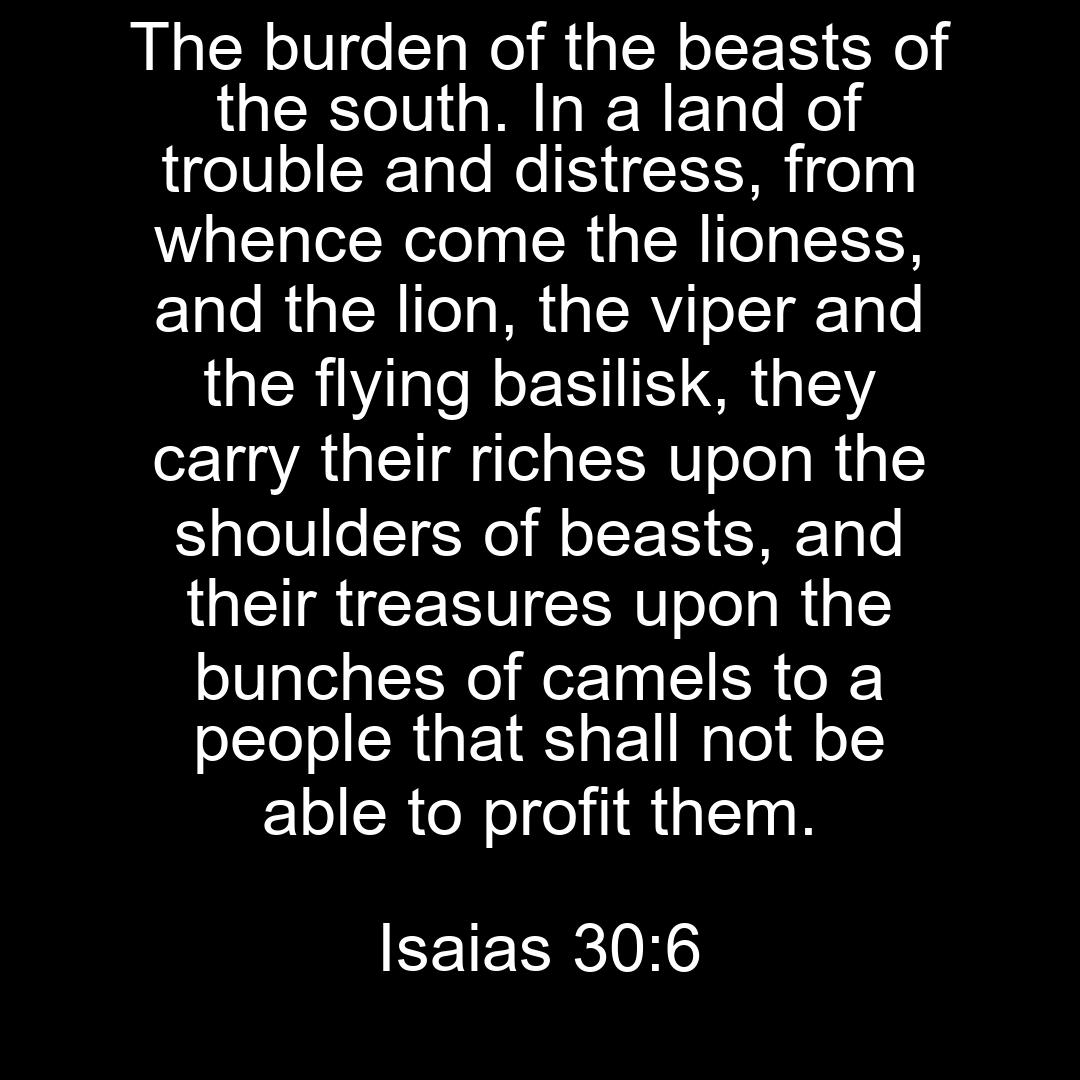 The burden of the beasts of
the south. In a land of
trouble and distress, from
whence come the lioness,
and the lion, the viper and
the flying basilisk, they
carry their riches upon the
shoulders of beasts, and
their treasures upon the
bunches of camels to a
people that shall not be
able to profit them.
Isaias 30:6